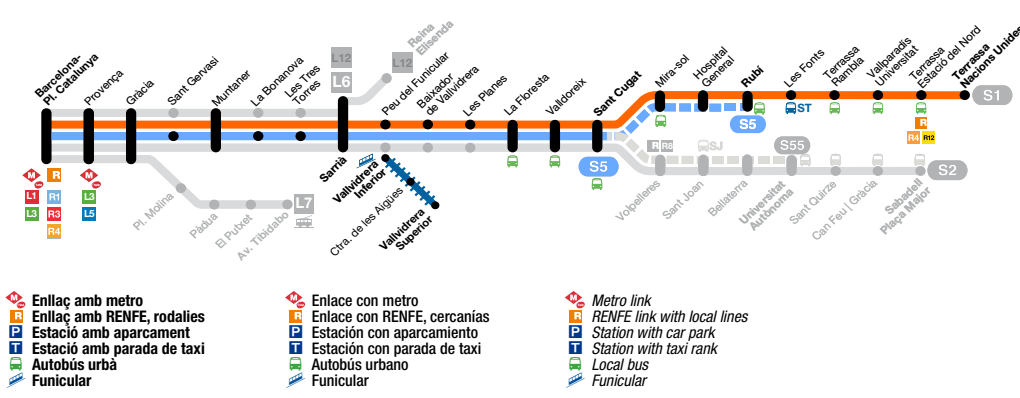 Barcelona-
Pl. Catalunya
Provença
Gràcia
Sant Gervasi
Muntaner
La Bonanova
Les Tres
Torres
Sarrià
L12
L6
Reina
Elisenda
L12
Peu del Funicular
Baixador
de Vallvidrera
Les Planes
La Floresta
Valldoreix
Sant Cugat
Mira-sol
Hospital
General
Rubí
Les Fonts
Terrassa
Rambla
Vallparadís
Universitat
Terrassa
Estació del Nord
Terrassa
Nacions Unides
S1
ST
S5
S5
R
R4
R12
R
R8
SJ
S55
S2
Volpelleres
Sant Joan
Bellaterra
Universitat
Autònoma
Sant Quirze
Can Feu | Gràcia
Sabadell
Plaça Major
M
R
M
L1
R1
L3
L3
R3
L5
R4
Pl. Molina
Pàdua
El Putxet
Av. Tibidabo
L7
Vallvidrera
Inferior
Ctra. de les Aigües
Vallvidrera
Superior
M Enllaç amb metro
R Enllaç amb RENFE, rodalies
P Estació amb aparcament
T Estació amb parada de taxi
Autobús urbà
Funicular
M Enlace con metro
R Enlace con RENFE, cercanías
P Estación con aparcamiento
T Estación con parada de taxi
Autobús urbano
Funicular
M Metro link
R RENFE link with local lines
P Station with car park
T Station with taxi rank
Local bus
Funicular